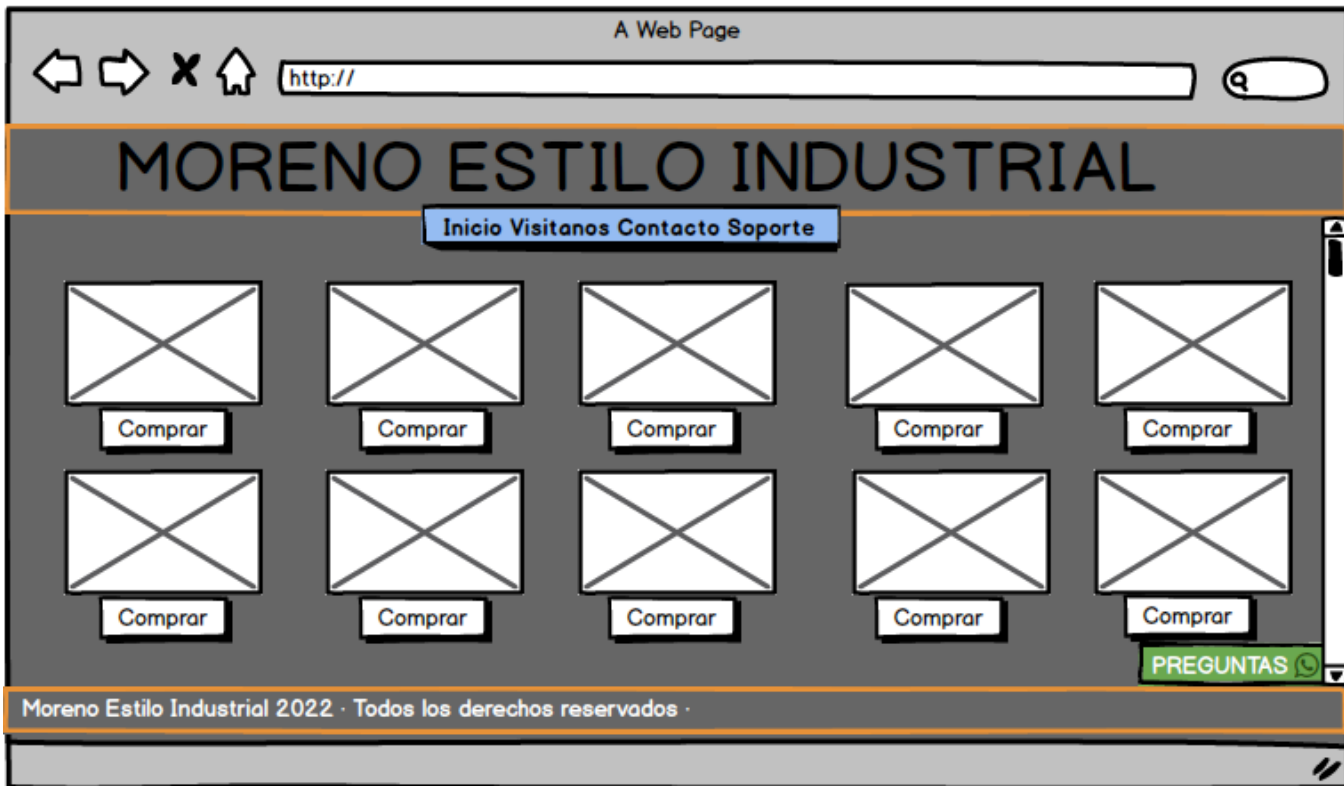 A Web Page
http://
MORENO ESTILO INDUSTRIAL
Inicio Visitanos Contacto Soporte
Comprar Comprar Comprar Comprar Comprar
Comprar Comprar Comprar Comprar Comprar
PREGUNTAS
Moreno Estilo Industrial 2022 · Todos los derechos reservados ·